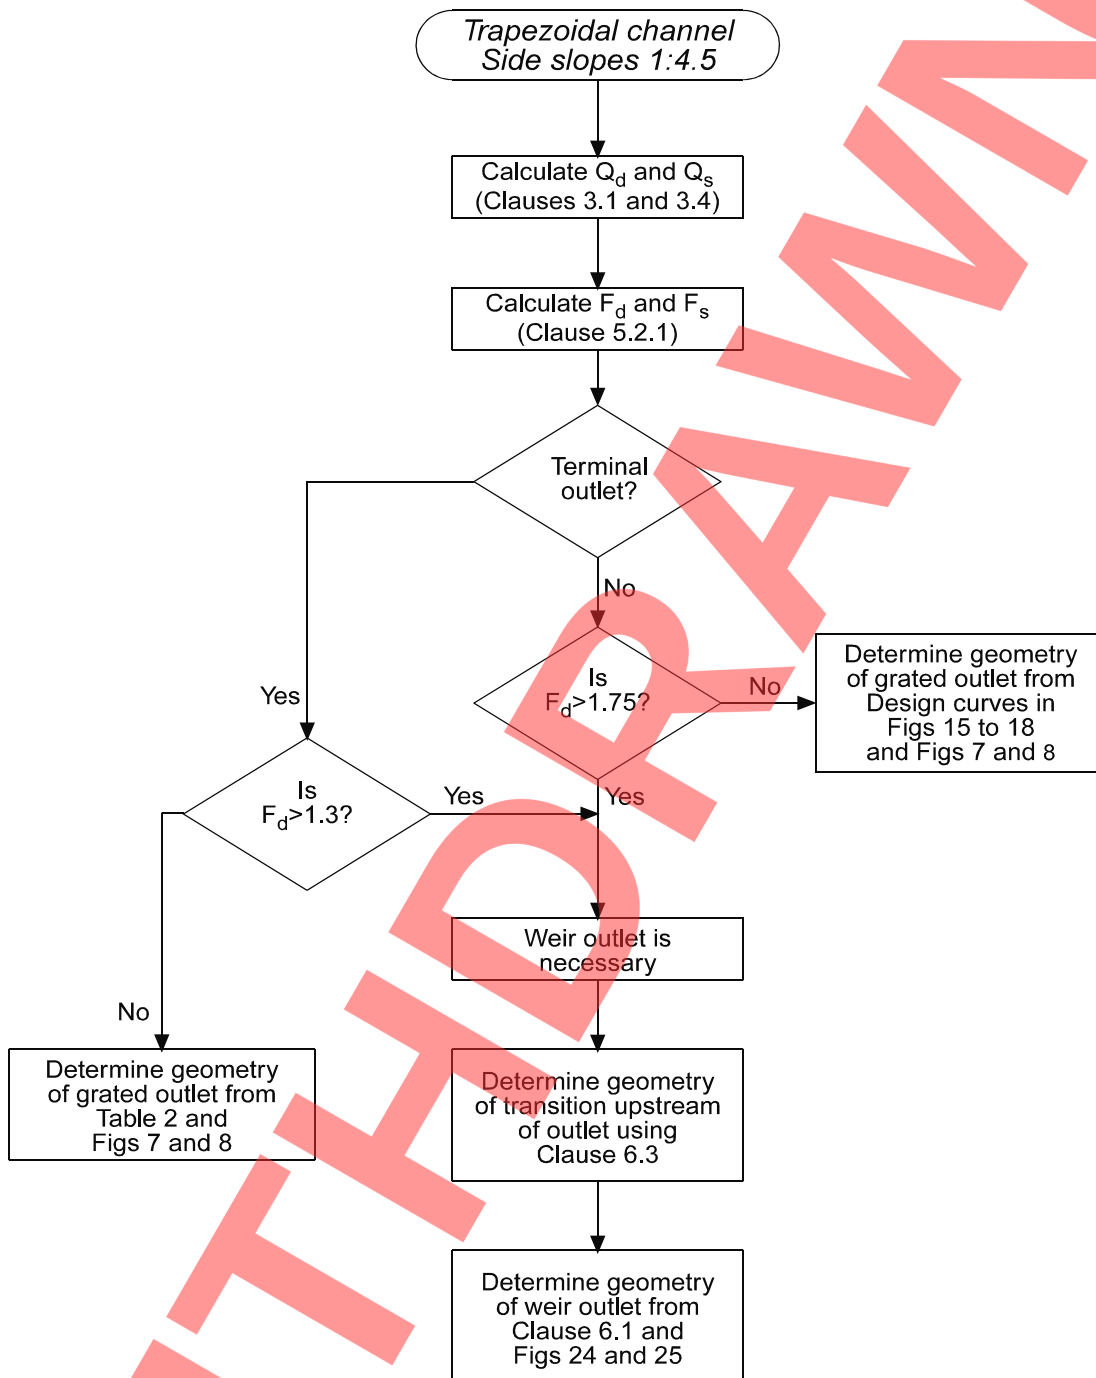 Trapezoidal channel
Side slopes 1:4.5
Calculate Qd and Qs
(Clauses 3.1 and 3.4)
Calculate Fd and Fs
(Clause 5.2.1)
Terminal
outlet?
No
Is
Fd>1.75?
No
Determine geometry
of grated outlet from
Design curves in
Figs 15 to 18
and Figs 7 and 8
Yes
Is
Fd>1.3?
Yes
Yes
Weir outlet is
necessary
No
Determine geometry
of grated outlet from
Table 2 and
Figs 7 and 8
Determine geometry
of transition upstream
of outlet using
Clause 6.3
Determine geometry
of weir outlet from
Clause 6.1 and
Figs 24 and 25
THDRAWN